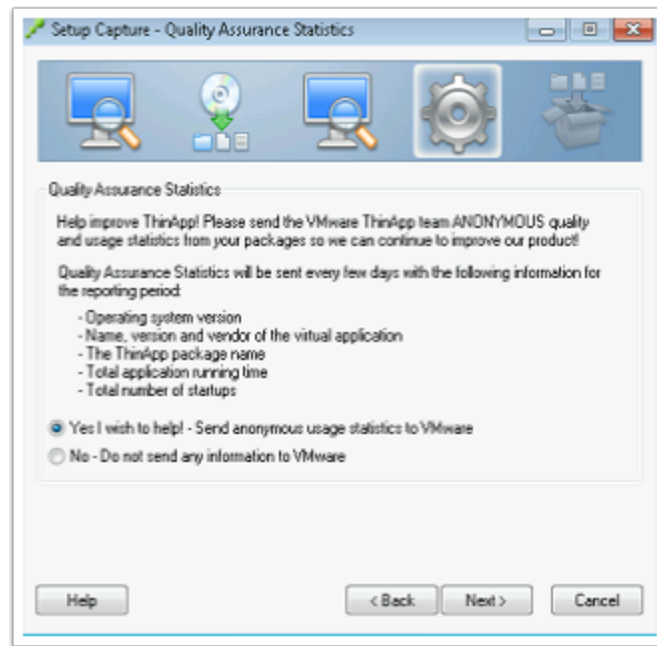 Setup Capture - Quality Assurance Statistics
Quality Assurance Statistics
Help improve ThinApp! Please send the VMware ThinApp team ANONYMOUS quality
and usage statistics from your packages so we can continue to improve our product!
Quality Assurance Statistics will be sent every few days with the following information for
the reporting period:
- Operating system version
- Name, version and vendor of the virtual application
- The ThinApp package name
- Total application running time
- Total number of startups
Yes I wish to help! - Send anonymous usage statistics to VMware
No - Do not send any information to VMware
Help
< Back
Next >
Cancel